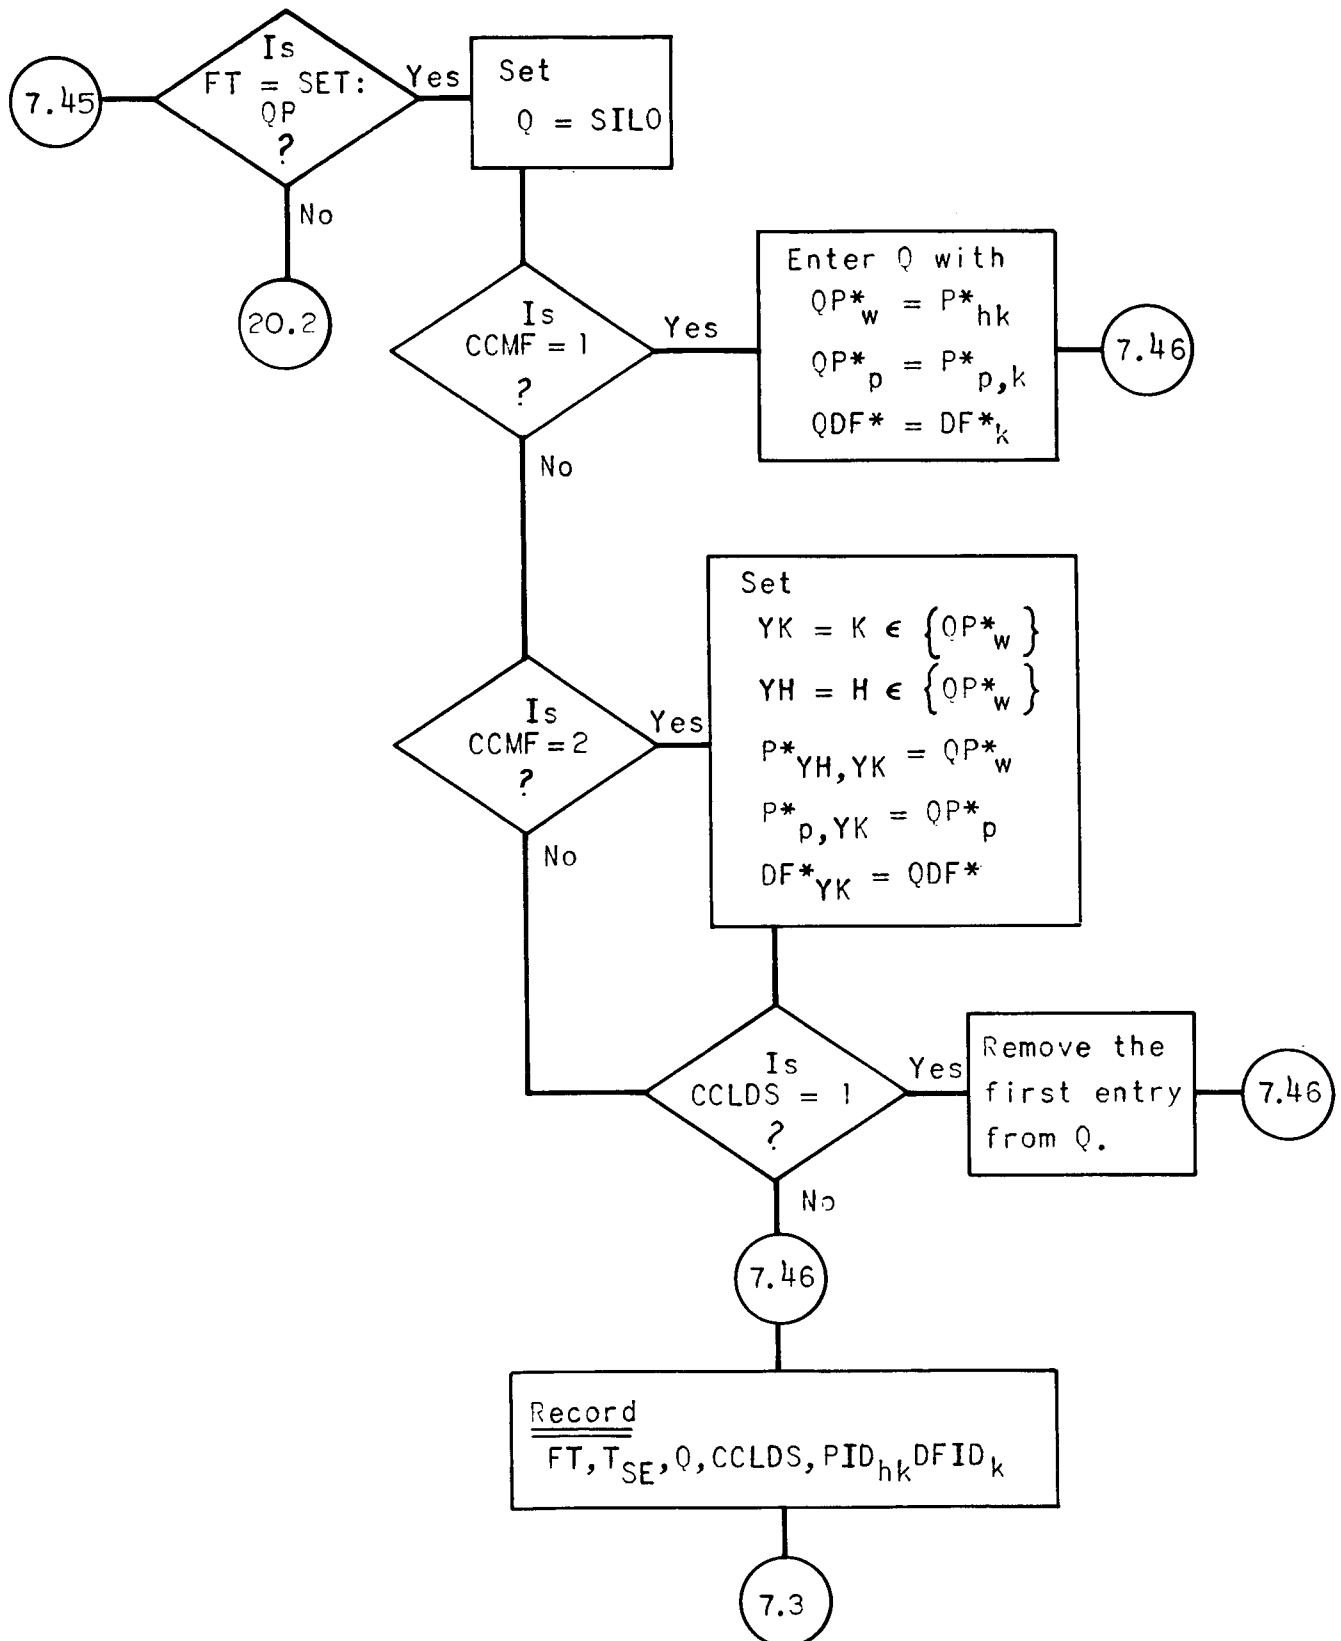 7.45
Is
FT = SET:
QP
?
Yes
No
20.2
Set
Q = SILO
Is
CCMF = 1
?
Yes
No
Enter Q with
QP*w = P*hk
QP*p = P*p,k
QDF* = DF*k
7.46
Is
CCMF = 2
?
Yes
No
Set
YK = K ϵ {QP*w}
YH = H ϵ {QP*w}
P*YH,YK = QP*w
P*p,YK = QP*p
DF*YK = QDF*
Is
CCLDS = 1
?
Yes
No
Remove the
first entry
from Q.
7.46
7.46
Record
FT,TSE,Q,CCLDS,PIDhkDFIDk
7.3